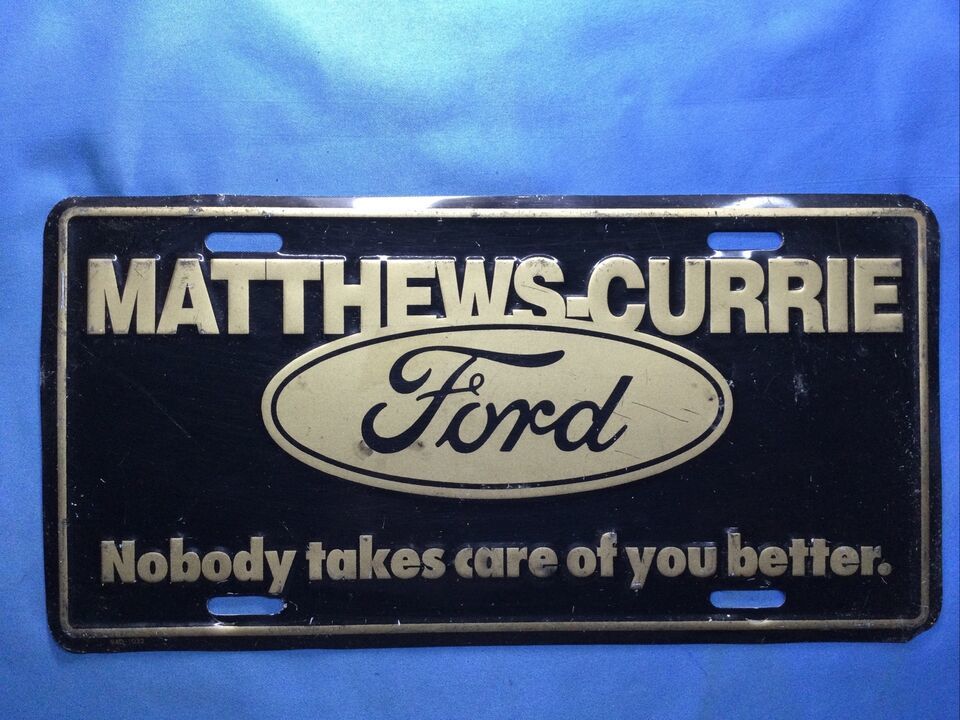 MATTHEWS-CURRIE
Ford
Nobody takes care of you better.